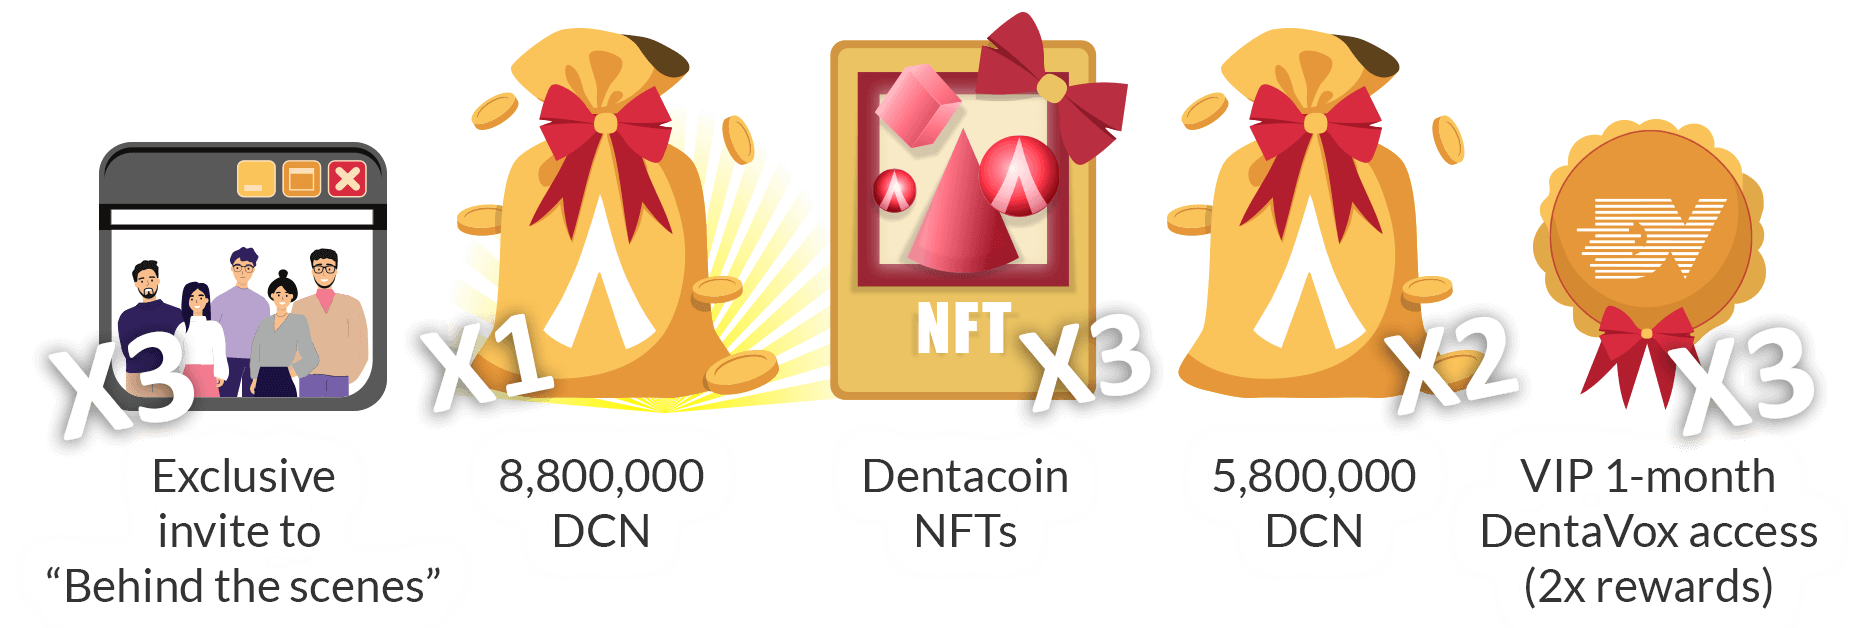 X3
Exclusive
invite to
“Behind the scenes”
X1
8,800,000
DCN
NFT
X3
Dentacoin
NFTs
X2
5,800,000
DCN
DV
X3
VIP 1-month
DentaVox access
(2x rewards)